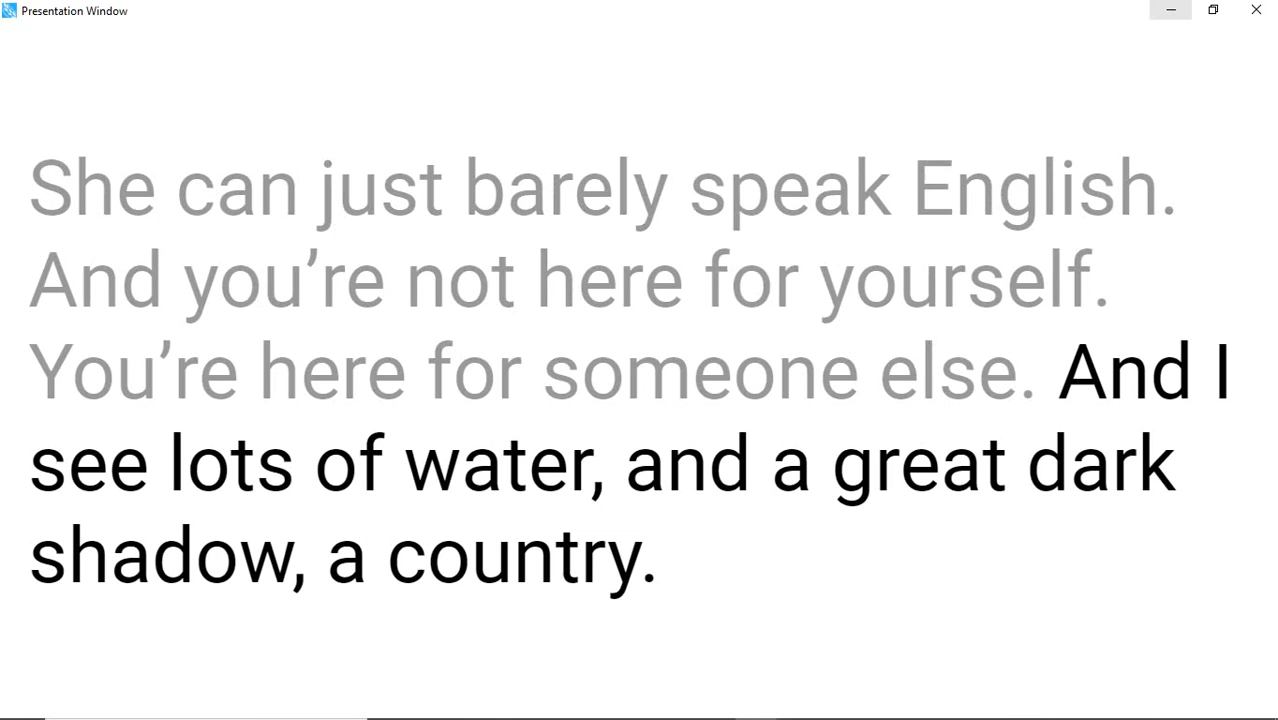 Presentation Window
She can just barely speak English.
And you’re not here for yourself.
You’re here for someone else. And I
see lots of water, and a great dark
shadow, a country.